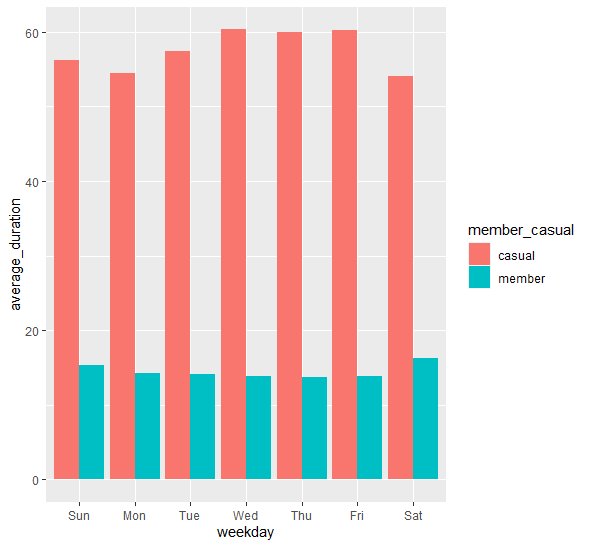 60
40
20
0
average_duration
Sun Mon Tue Wed Thu Fri Sat
weekday
member_casual
casual
member